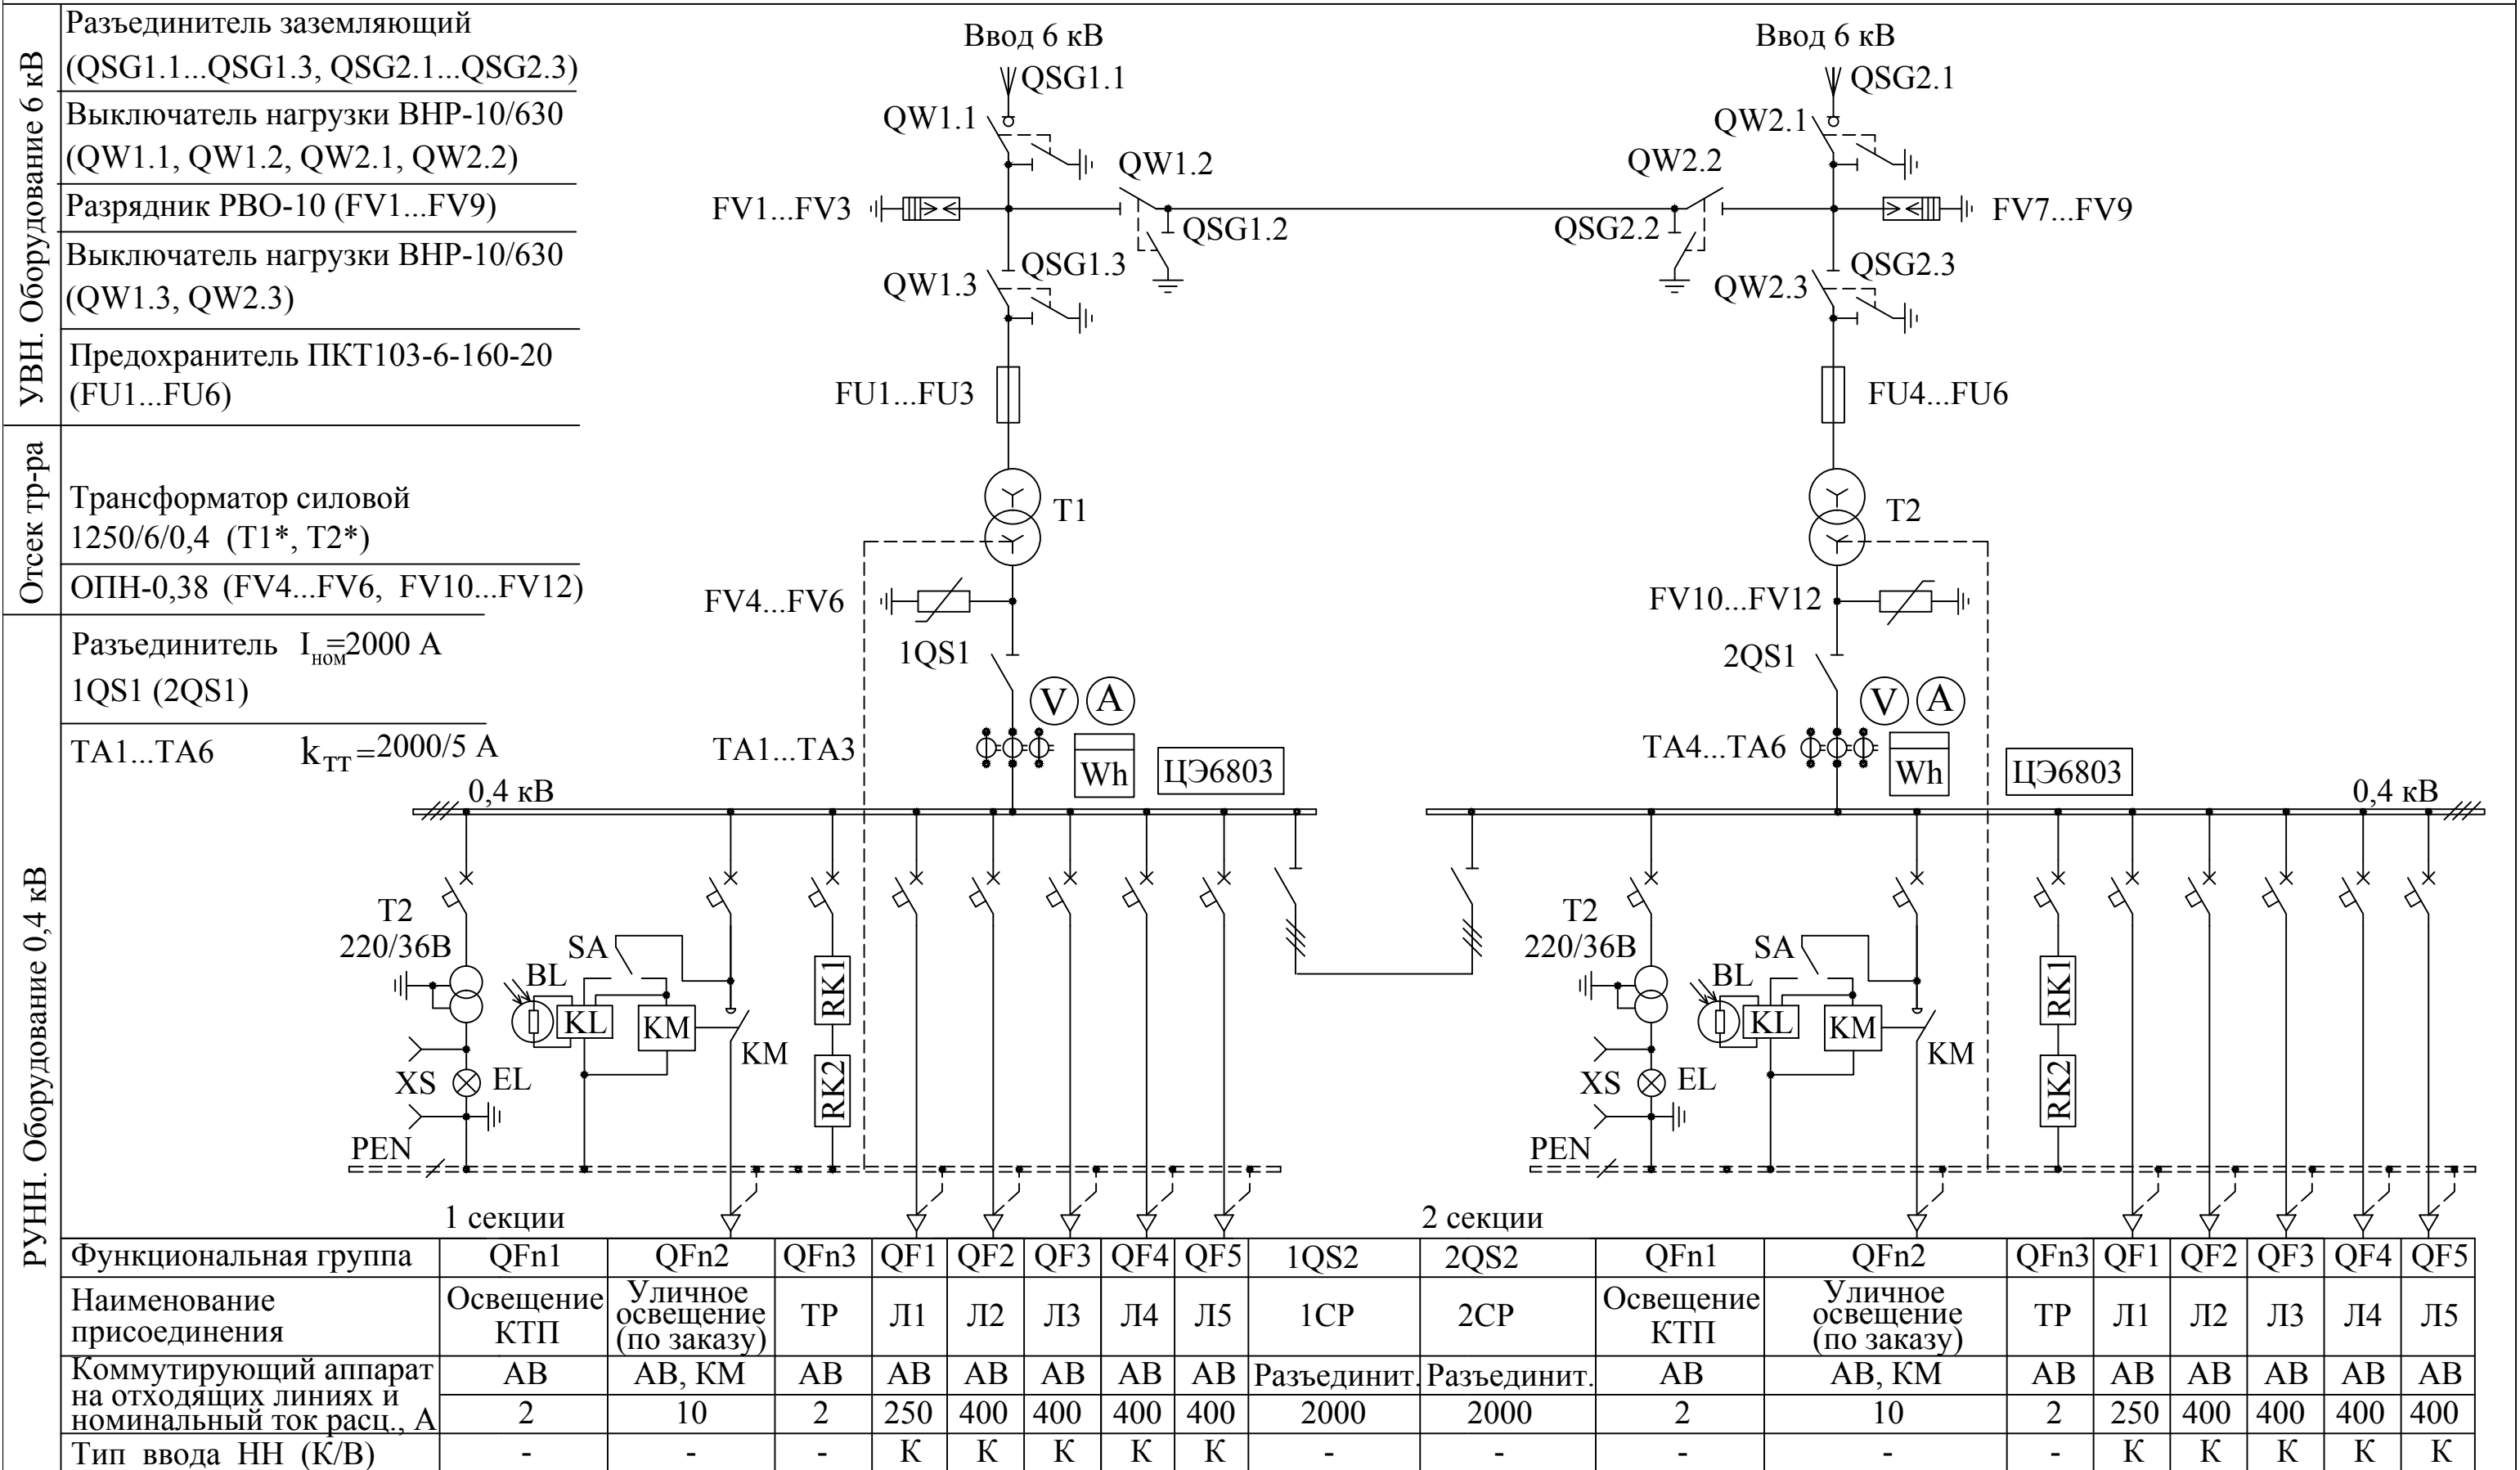 Разъединитель заземляющий
(QSG1.1...QSG1.3, QSG2.1...QSG2.3)
Выключатель нагрузки ВНР-10/630
(QW1.1, QW1.2, QW2.1, QW2.2)
Разрядник РВО-10 (FV1...FV9)
Выключатель нагрузки ВНР-10/630
(QW1.3, QW2.3)
Предохранитель ПКТ103-6-160-20
(FU1...FU6)
УВН. Оборудование 6 кВ
Трансформатор силовой
1250/6/0,4 (Т1*, Т2*)
ОПН-0,38 (FV4...FV6, FV10...FV12)
Отсек тр-ра
Разъединитель Iном=2000 А
1QS1 (2QS1)
ТА1...ТА6 kТТ=2000/5 А
РУНН. Оборудование 0,4 кВ
Ввод 6 кВ
QSG1.1
QW1.1
QW1.2
FV1...FV3
QSG1.2
QSG1.3
QW1.3
FU1...FU3
Т1
FV4...FV6
1QS1
V A
ТА1...ТА3
Wh ЦЭ6803
0,4 кВ
Ввод 6 кВ
QSG2.1
QW2.1
QW2.2
FV7...FV9
QSG2.2
QSG2.3
QW2.3
FU4...FU6
Т2
FV10...FV12
2QS1
V A
ТА4...ТА6
Wh ЦЭ6803
0,4 кВ
Т2
220/36В
SA
BL
KL
KM
KM
RK1
RK2
XS
EL
PEN
1 секции
Т2
220/36В
SA
BL
KL
KM
KM
RK1
RK2
XS
EL
PEN
2 секции
Функциональная группа QFn1 QFn2 QFn3 QF1 QF2 QF3 QF4 QF5 1QS2 2QS2 QFn1 QFn2 QFn3 QF1 QF2 QF3 QF4 QF5
Наименование
присоединения
Освещение
КТП
Уличное
освещение
(по заказу)
ТР Л1 Л2 Л3 Л4 Л5 1СР 2СР
Освещение
КТП
Уличное
освещение
(по заказу)
ТР Л1 Л2 Л3 Л4 Л5
Коммутирующий аппарат
на отходящих линиях и
номинальный ток расц., А
АВ АВ, КМ АВ АВ АВ АВ АВ АВ Разъединит. Разъединит. АВ АВ, КМ АВ АВ АВ АВ АВ АВ
2 10 2 250 400 400 400 400 2000 2000 2 10 2 250 400 400 400 400
Тип ввода НН (К/В) - - - К К К К К - - - - - К К К К К